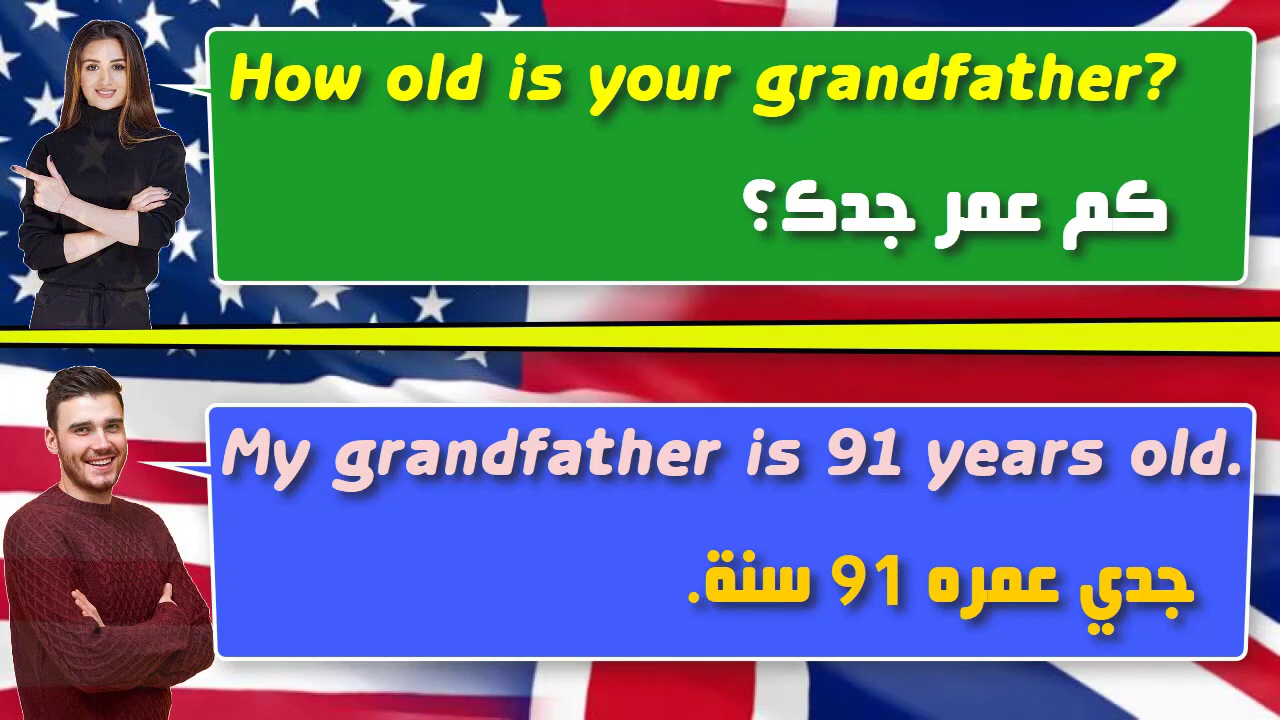 How old is your grandfather?
كم عمر جدك؟
My grandfather is 91 years old.
جدي عمره 91 سنة.